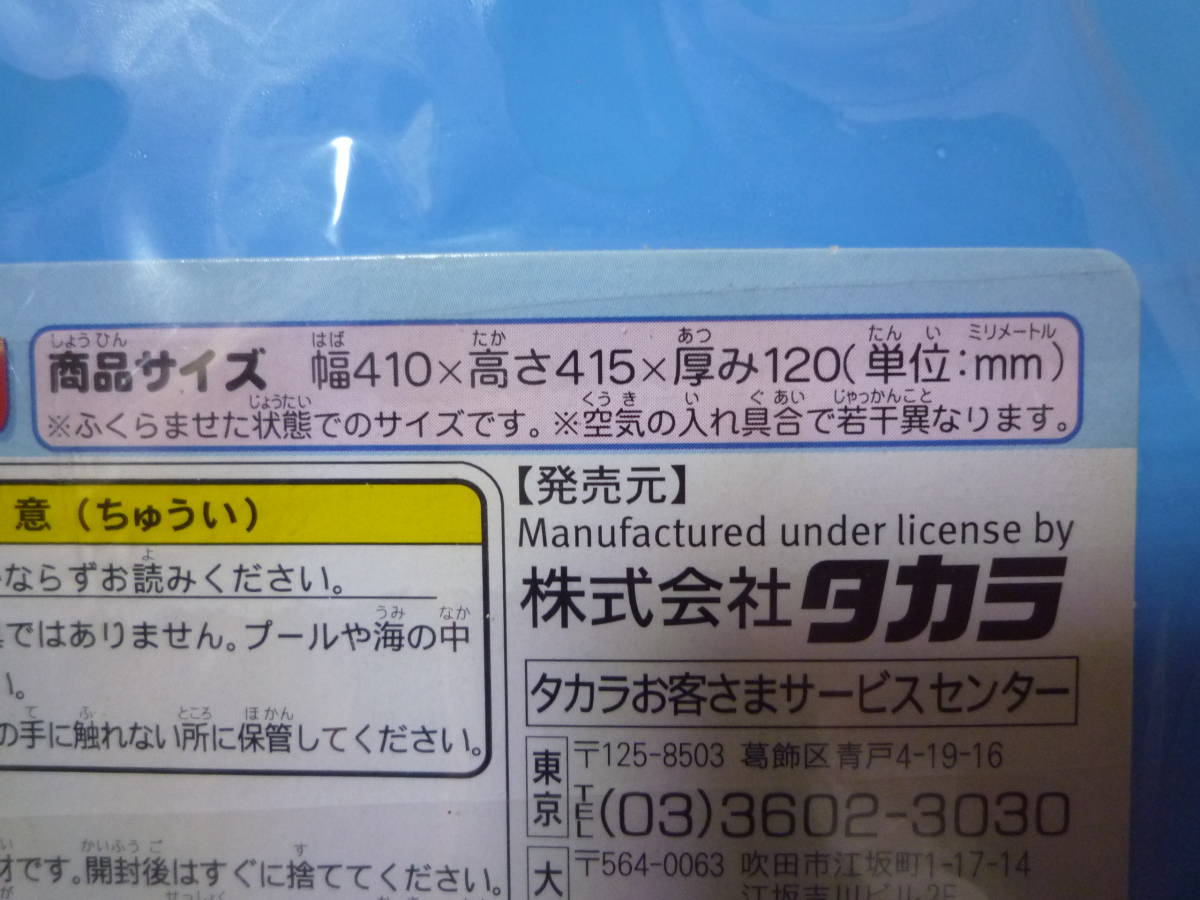 商品サイズ 幅410×高さ415×厚み120(単位:mm)
しょうひん はば たか あつ たんい ミリメートル
※ふくらませた状態でのサイズです。※空気の入れ具合で若干異なります。
じょうたい くうき い ぐあい じゃっかんこと
意(ちゅうい)
ならずお読みください。
よ
ではありません。プールや海の中
うみ なか
い。
の手に触れない所に保管してください。
て ふ ところ ほかん
です。開封後はすぐに捨ててください。
かいふうご す
【発売元】
Manufactured under license by
株式会社タカラ
タカラお客さまサービスセンター
東京
〒125-8503 葛飾区青戸4-19-16
TEL(03)3602-3030
大
〒564-0063 吹田市江坂町1-17-14